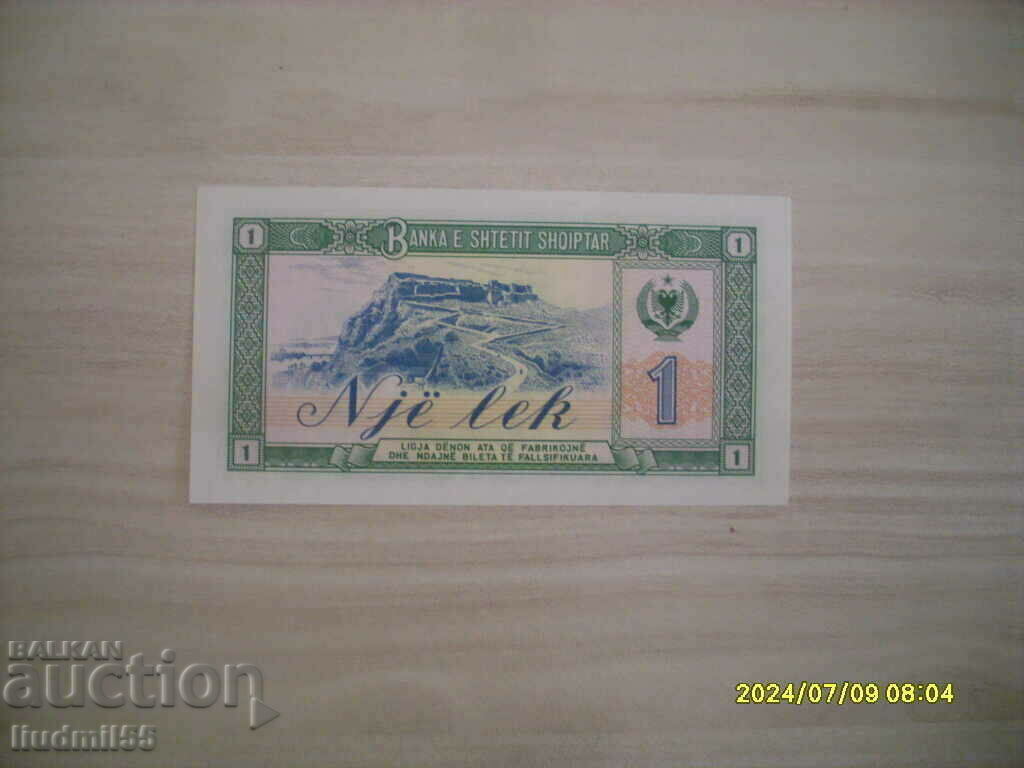 1 BANKA E SHTETIT SHQIPTAR 1
Një lek
1
LIGJA DËNON ATA QË FABRIKOJNË
DHE NDAJNË BILETA TË FALLSIFIKUARA
1 1
BALKAN
auction
liudmil55
2024/07/09 08:04